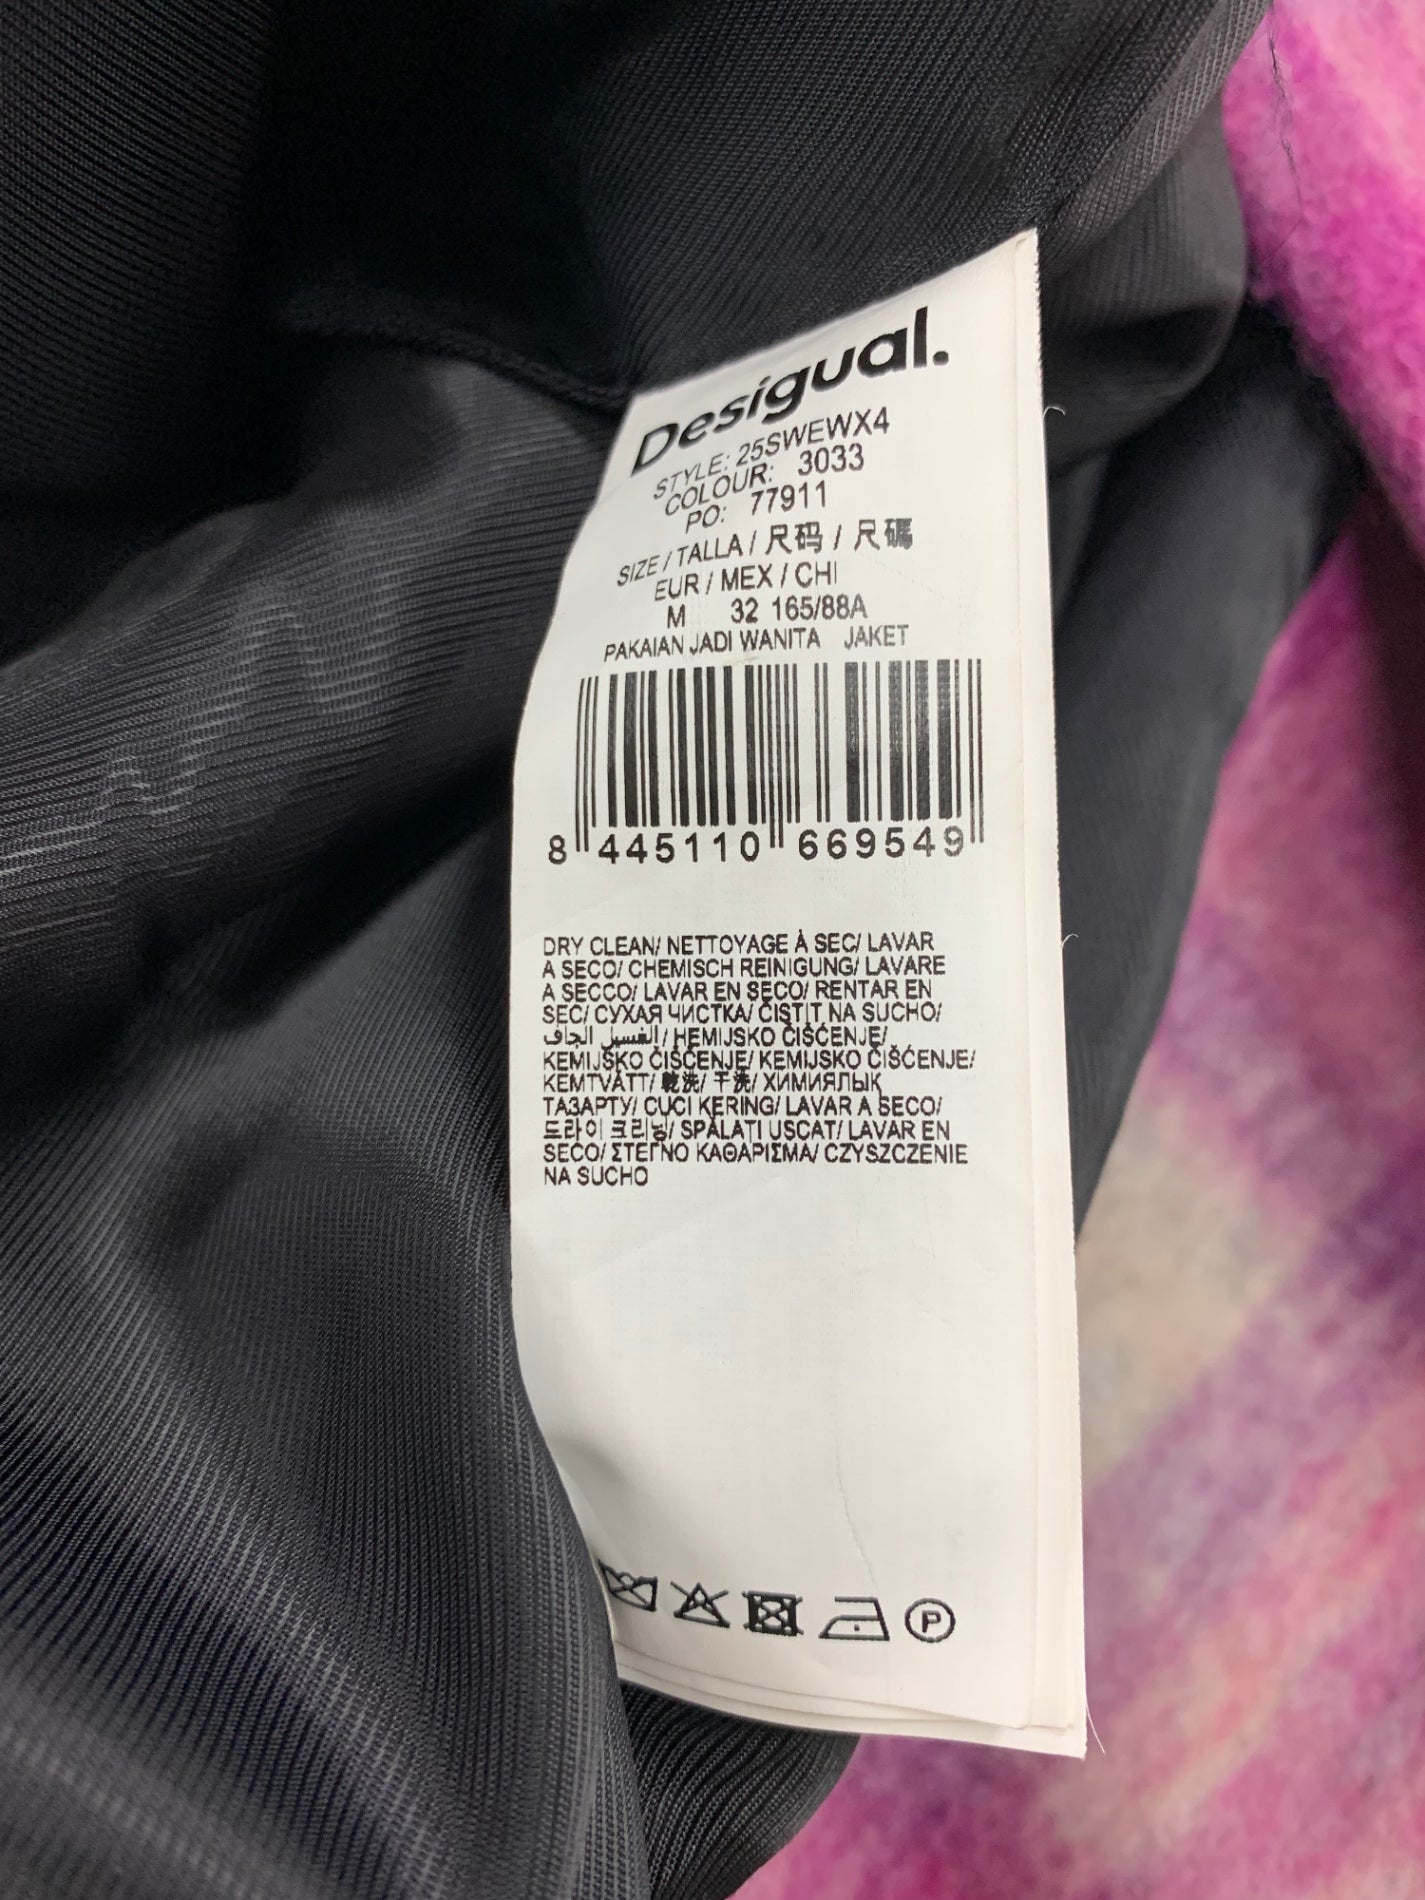 Desigual.
STYLE: 25SWEWX4
COLOUR: 3033
PO: 77911
SIZE / TALLA / 尺码 / 尺碼
EUR / MEX / CHI
M 32 165/88A
PAKAIAN JADI WANITA JAKET
8 445110 669549
DRY CLEAN/ NETTOYAGE À SEC/ LAVAR
A SECO/ CHEMISCH REINIGUNG/ LAVARE
A SECCO/ LAVAR EN SECO/ RENTAR EN
SEC/ СУХАЯ ЧИСТКА/ ČISTIT NA SUCHO/
الغسيل الجاف/ HEMIJSKO ČIŠĆENJE/
KEMIJSKO ČIŠĆENJE/ KEMIJSKO ČIŠĆENJE/
KEMTVÄTT/ 乾洗/ 干洗/ ХИМИЯЛЫК
ТАЗАРТУ/ CUCI KERING/ LAVAR A SECO/
드라이 크리닝/ SPĂLAȚI USCAT/ LAVAR EN
SECO/ ΣΤΕΓΝΟ ΚΑΘΑΡΙΣΜΑ/ CZYSZCZENIE
NA SUCHO
P